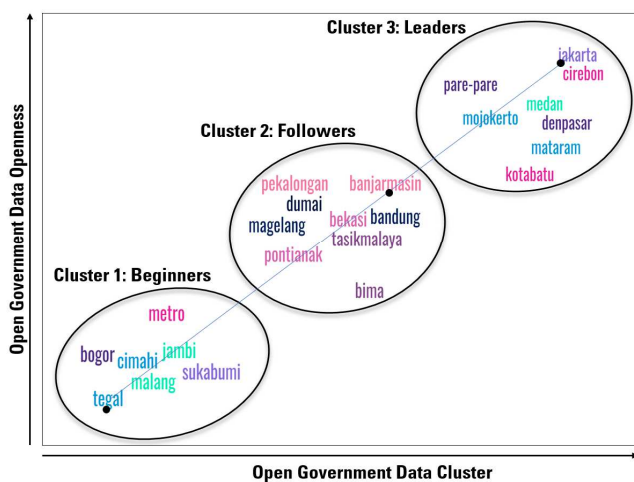 Cluster 3: Leaders
jakarta
cirebon
pare-pare
medan
mojokerto
denpasar
mataram
kotabatu
Cluster 2: Followers
pekalongan
banjarmasin
dumai
magelang
bekasi
bandung
tasikmalaya
pontianak
bima
Cluster 1: Beginners
metro
bogor
cimahi
jambi
malang
sukabumi
tegal
Open Government Data Openness
Open Government Data Cluster